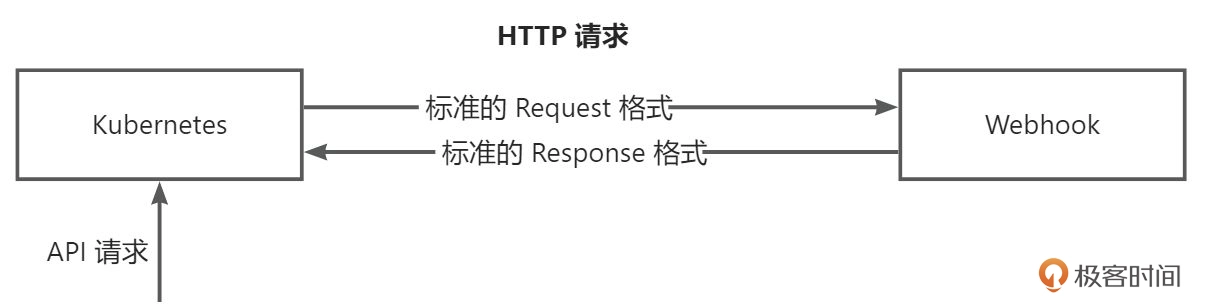 HTTP 请求
Kubernetes
标准的 Request 格式
Webhook
标准的 Response 格式
API 请求
极客时间